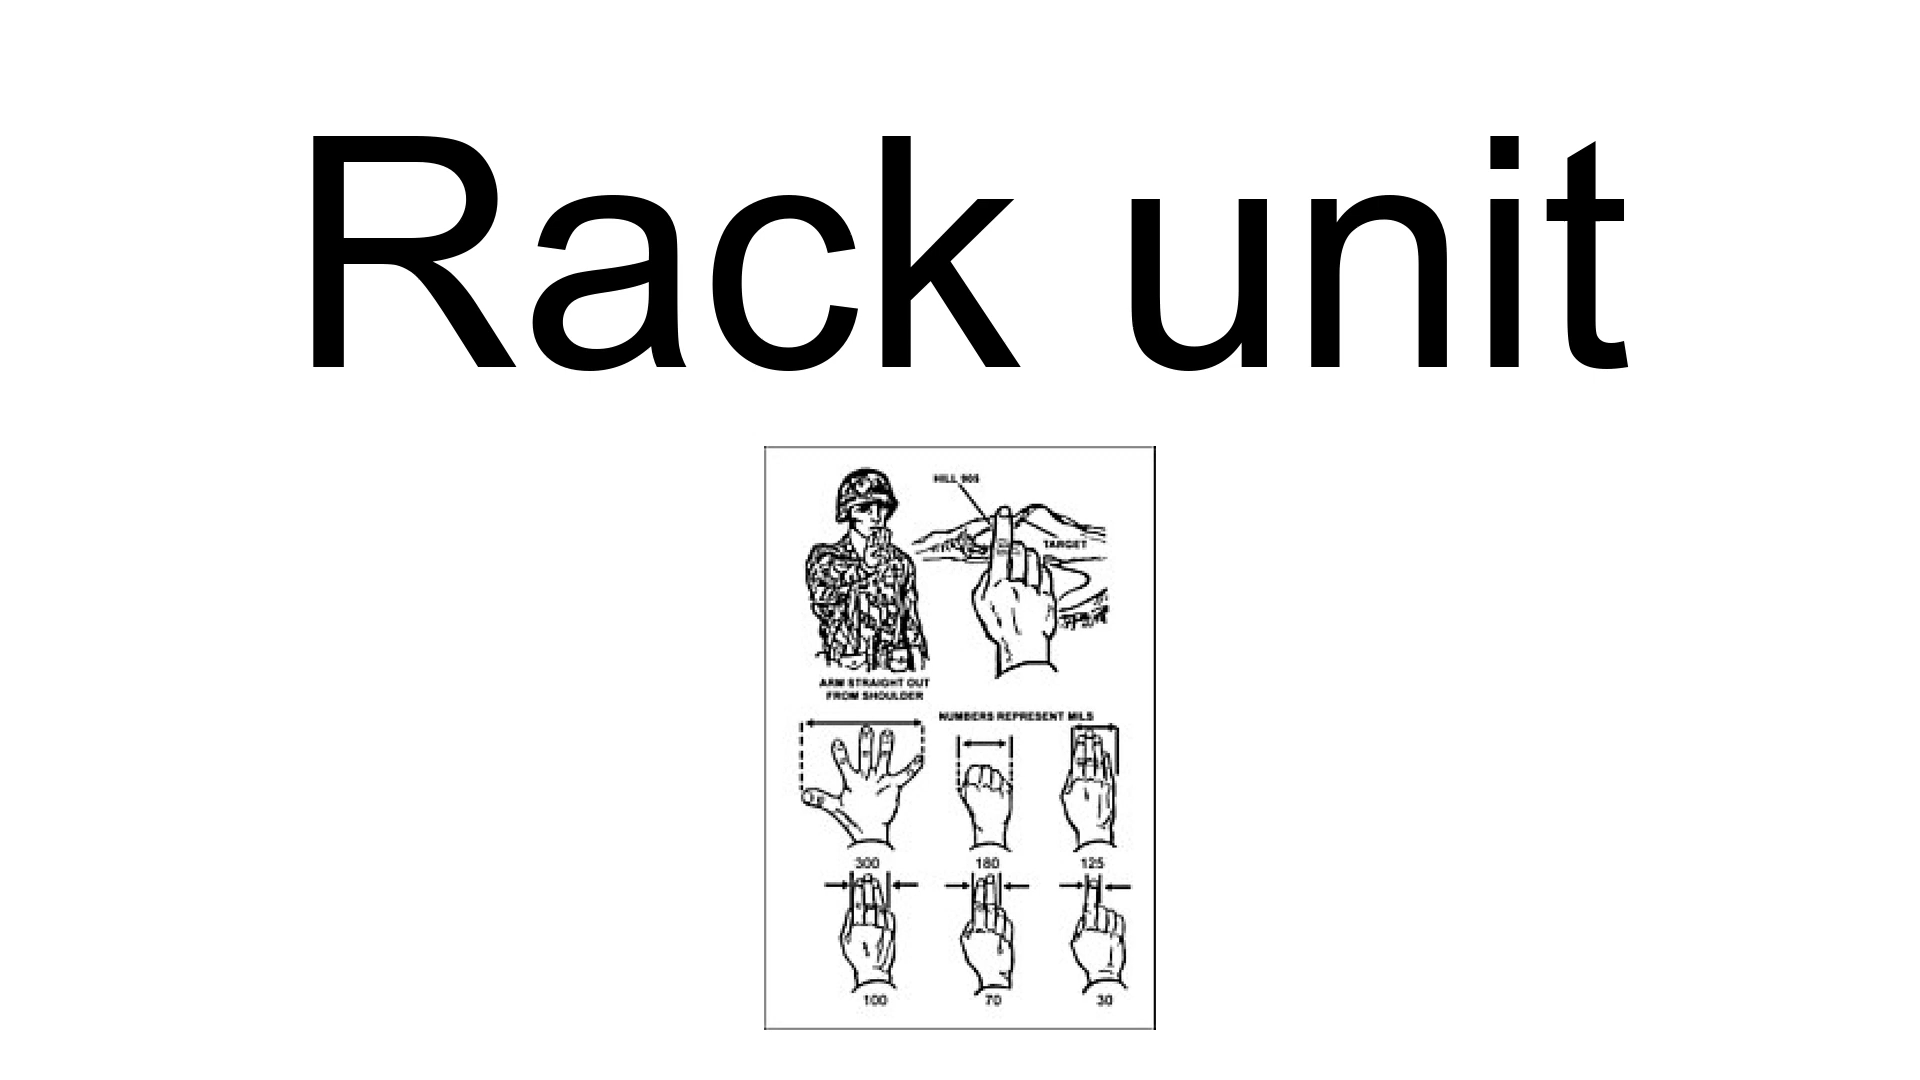 Rack unit
HILL 905
TARGET
ARM STRAIGHT OUT
FROM SHOULDER
NUMBERS REPRESENT MILS
300
180
125
100
70
30